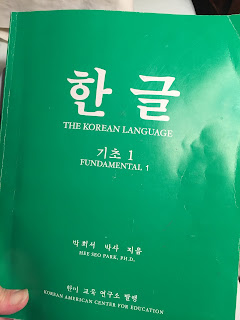 한글
THE KOREAN LANGUAGE
기초 1
FUNDAMENTAL 1
박희서 박사 지음
HEE SEO PARK, PH.D.
한미 교육 연구소 발행
KOREAN AMERICAN CENTER FOR EDUCATION